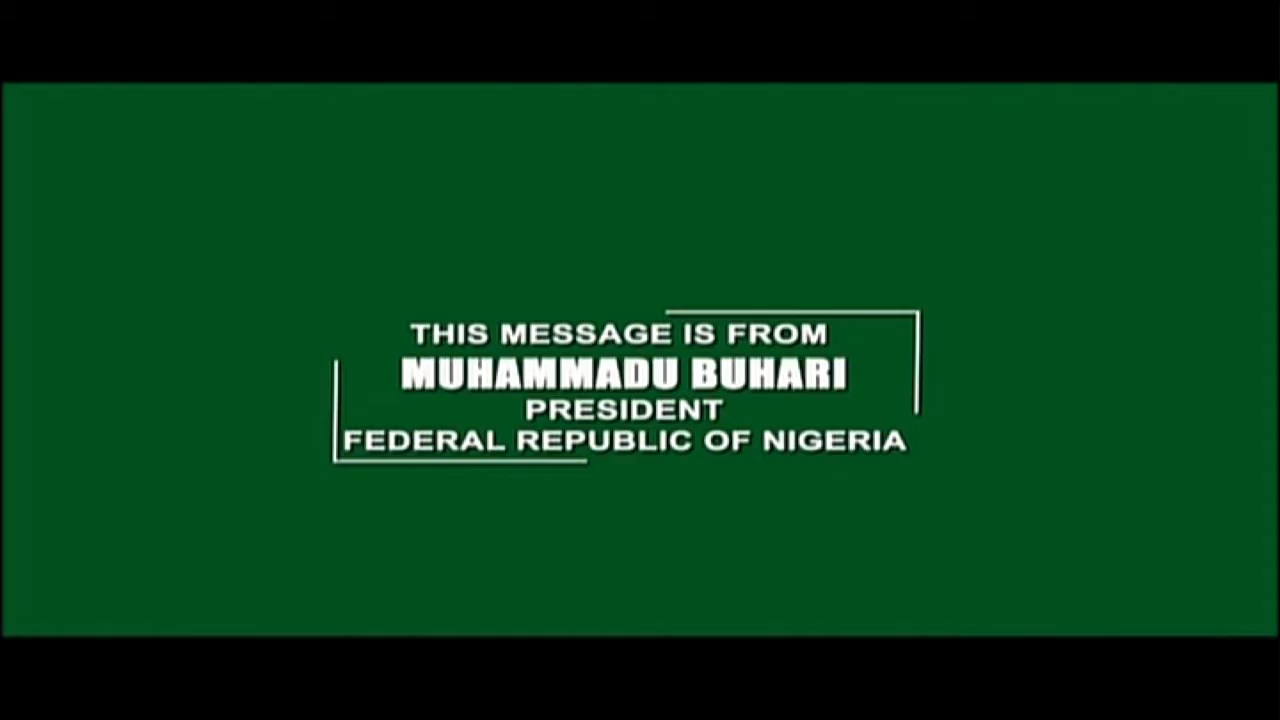 THIS MESSAGE IS FROM
MUHAMMADU BUHARI
PRESIDENT
FEDERAL REPUBLIC OF NIGERIA